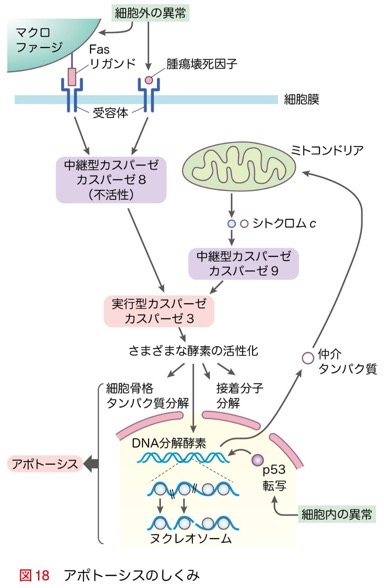 細胞外の異常
マクロ
ファージ
Fas
リガンド
腫瘍壊死因子
細胞膜
受容体
中継型カスパーゼ
カスパーゼ8
（不活性）
ミトコンドリア
シトクロムc
中継型カスパーゼ
カスパーゼ9
実行型カスパーゼ
カスパーゼ3
さまざまな酵素の活性化
仲介
タンパク質
細胞骨格
タンパク質分解
接着分子
分解
DNA分解酵素
アポトーシス
p53
転写
細胞内の異常
ヌクレオソーム
図18 アポトーシスのしくみ